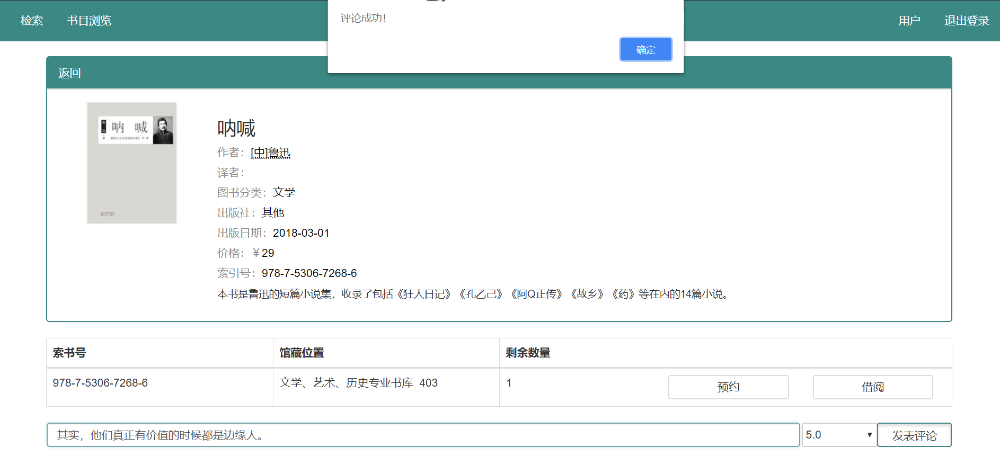 检索 书目浏览 用户 退出登录
评论成功！
确定
返回
呐 喊
呐喊
作者： [中]鲁迅
译者：
图书分类： 文学
出版社： 其他
出版日期： 2018-03-01
价格： ￥29
索引号： 978-7-5306-7268-6
本书是鲁迅的短篇小说集，收录了包括《狂人日记》《孔乙己》《阿Q正传》《故乡》《药》等在内的14篇小说。
索书号 馆藏位置 剩余数量
978-7-5306-7268-6 文学、艺术、历史专业书库 403 1 预约 借阅
其实，他们真正有价值的时候都是边缘人。 5.0 发表评论